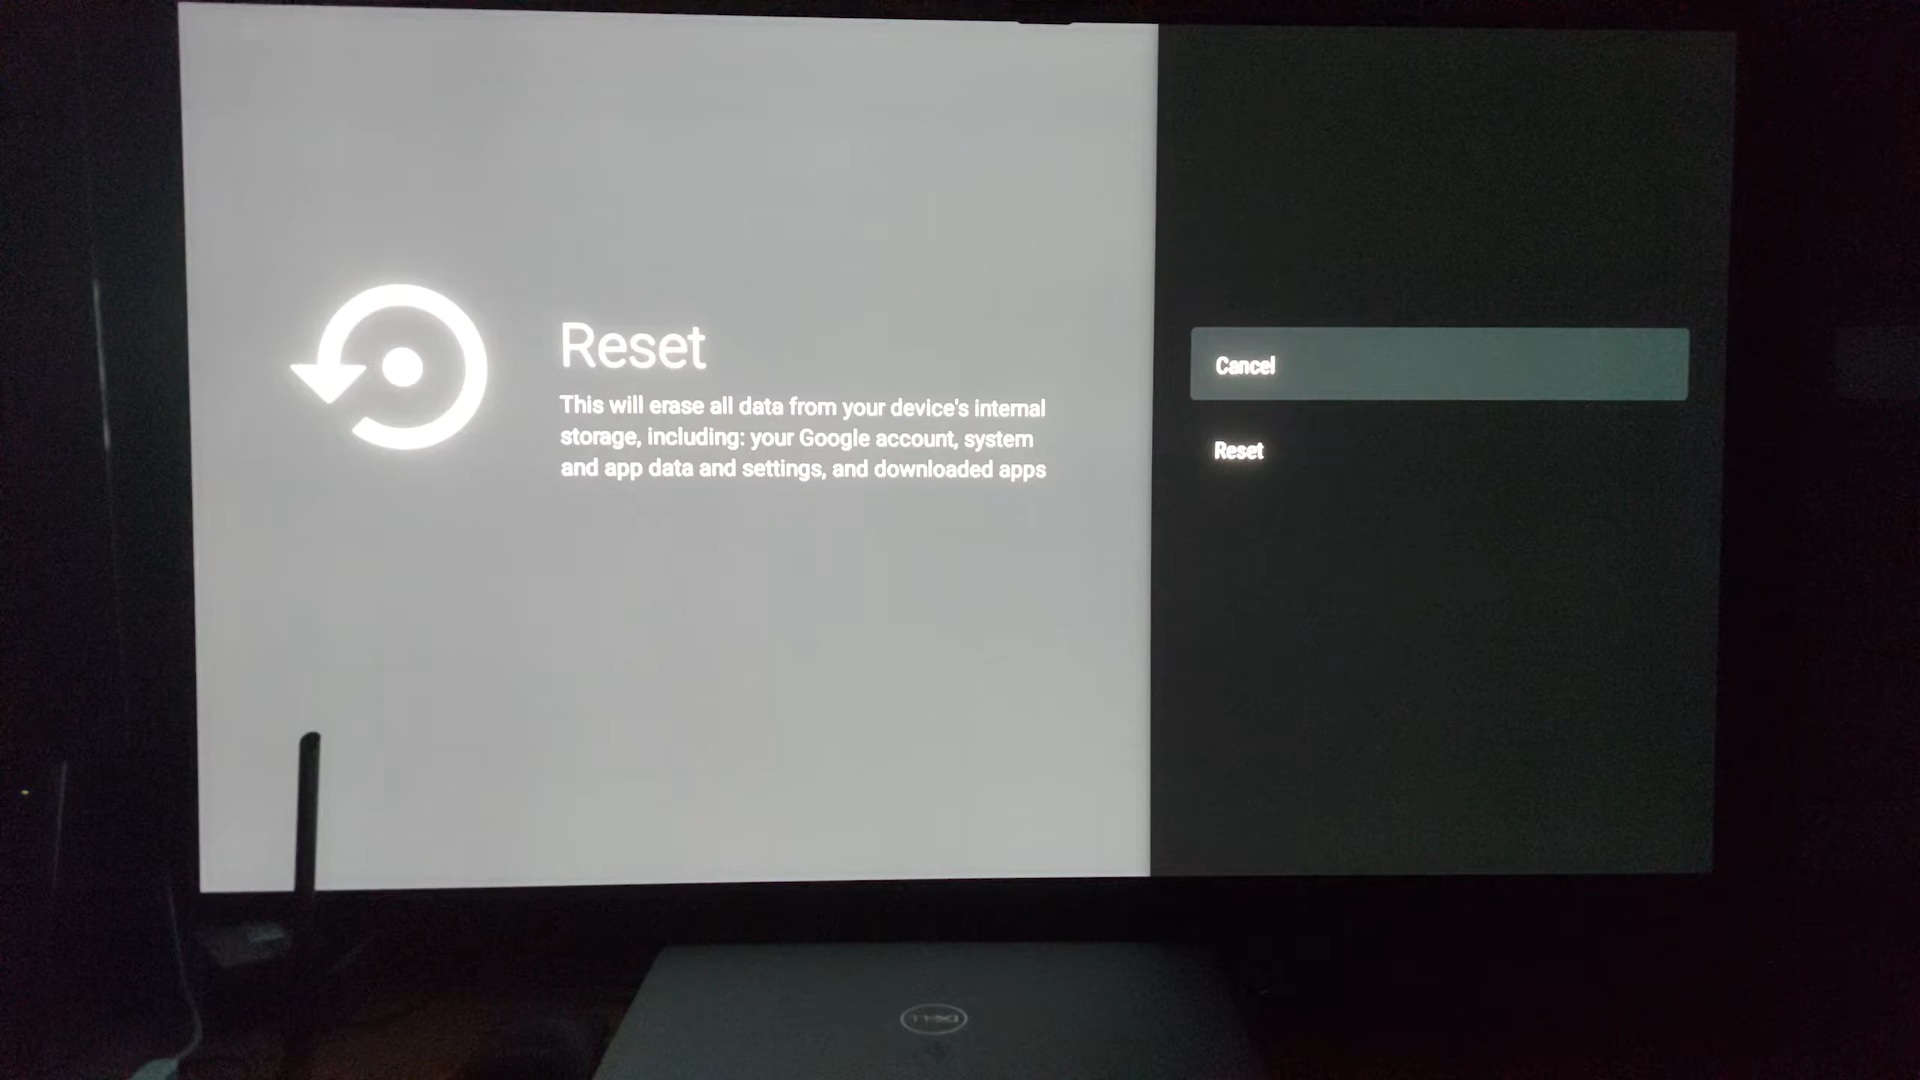 Reset
This will erase all data from your device's internal
storage, including: your Google account, system
and app data and settings, and downloaded apps
Cancel
Reset
DELL